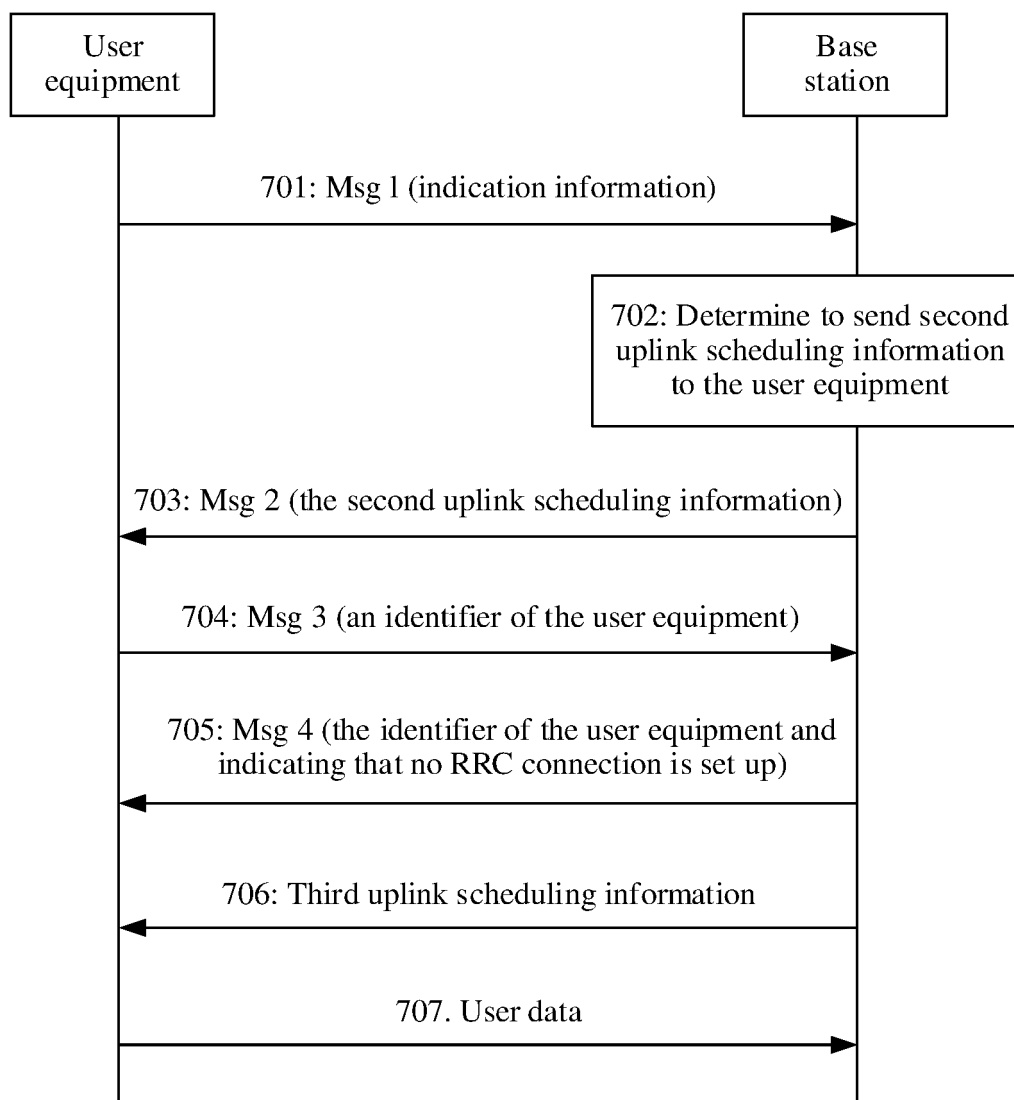 User
equipment
Base
station
701: Msg 1 (indication information)
702: Determine to send second
uplink scheduling information
to the user equipment
703: Msg 2 (the second uplink scheduling information)
704: Msg 3 (an identifier of the user equipment)
705: Msg 4 (the identifier of the user equipment and
indicating that no RRC connection is set up)
706: Third uplink scheduling information
707. User data